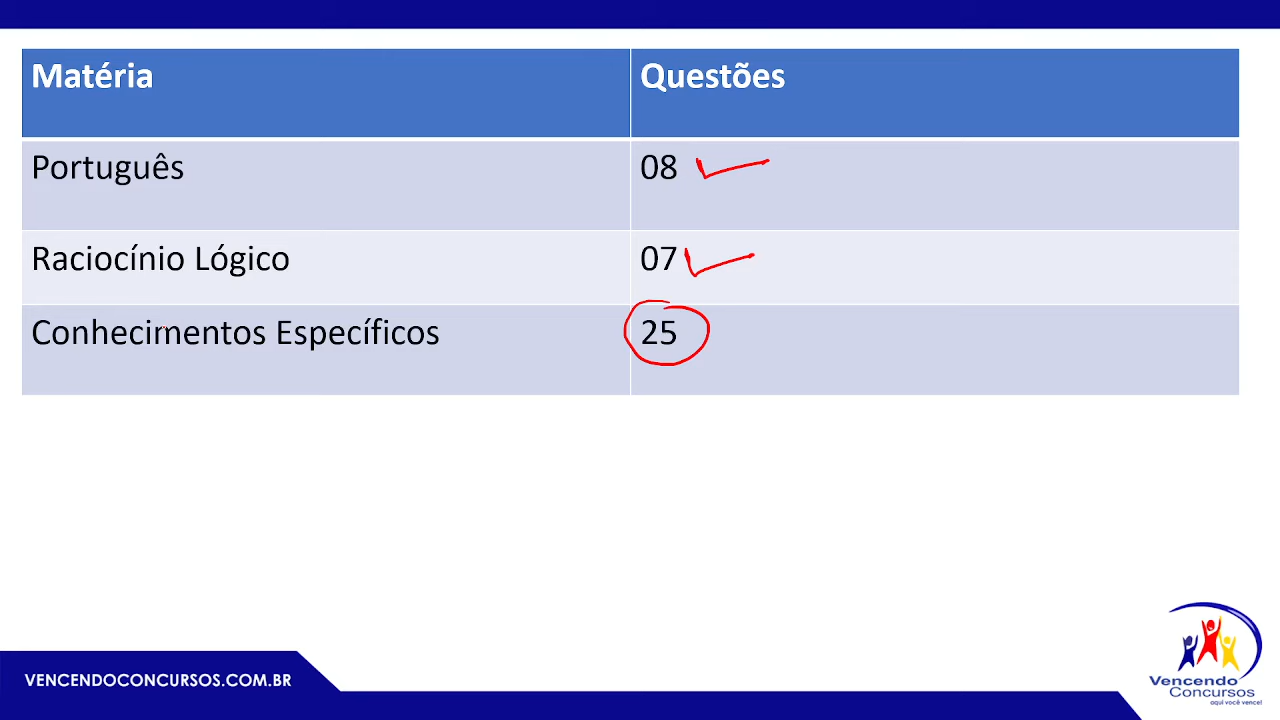 Matéria Questões
Português 08
Raciocínio Lógico 07
Conhecimentos Específicos 25
VENCENDOCONCURSOS.COM.BR
Vencendo
Concursos
aqui você vence!